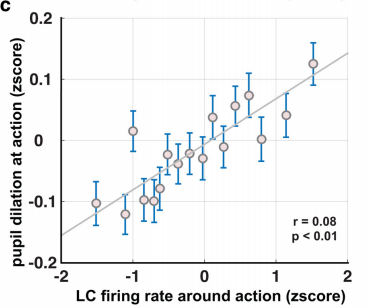 c
0.2
0.1
0
-0.1
-0.2
pupil dilation at action (zscore)
r = 0.08
p < 0.01
-2 -1 0 1 2
LC firing rate around action (zscore)